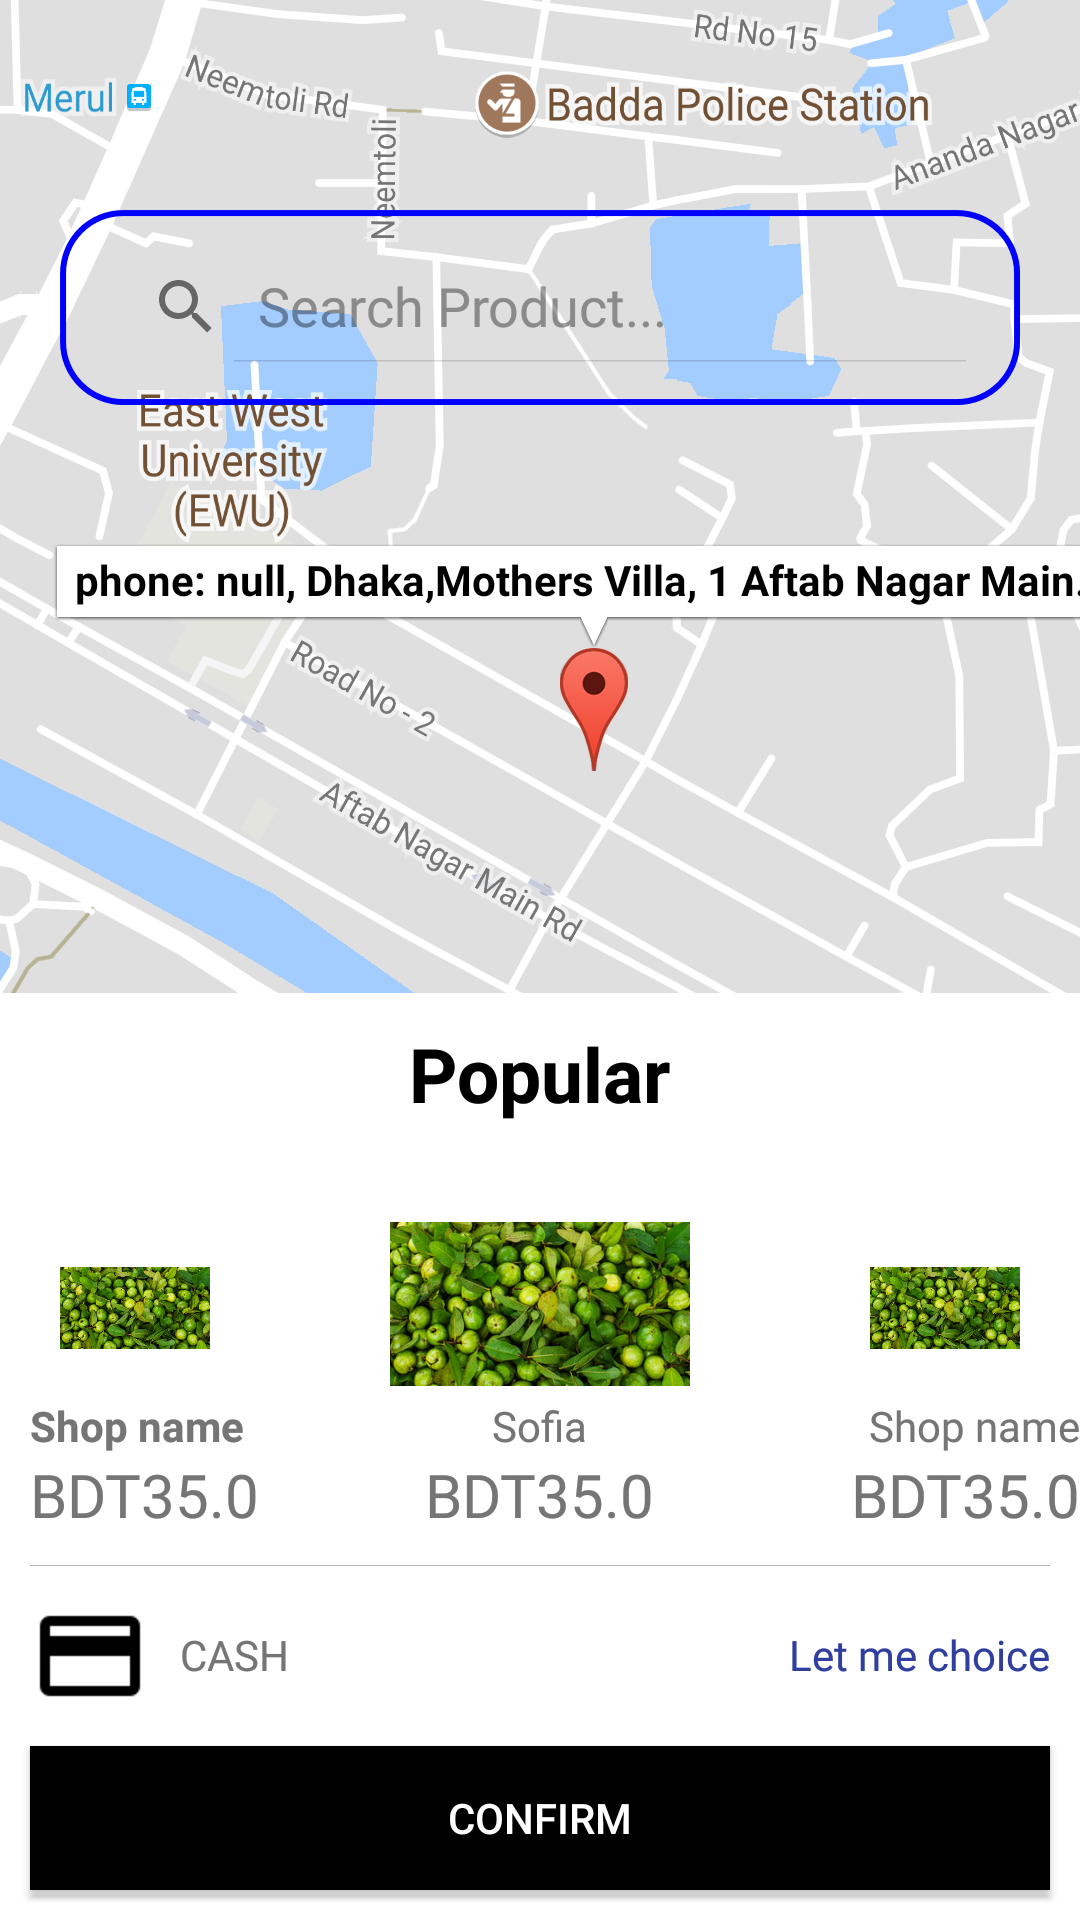 Rd No 15
Merul
Neemtoli Rd
Badda Police Station
Ananda Nagar
Neemtoli
Search Product...
East West
University
(EWU)
phone: null, Dhaka,Mothers Villa, 1 Aftab Nagar Main.
Road No - 2
Aftab Nagar Main Rd
Popular
Shop name
Sofia
Shop name
BDT35.0
BDT35.0
BDT35.0
CASH
Let me choice
CONFIRM